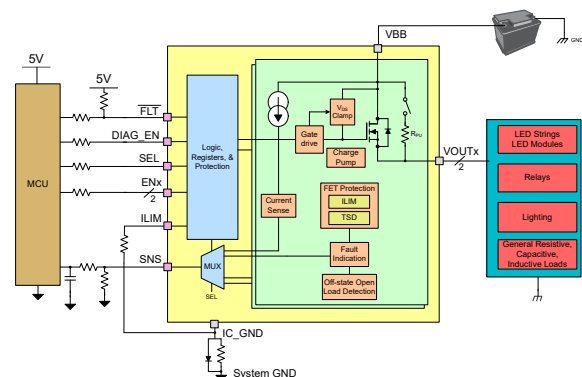 VBB
GND
5V
5V
MCU
FLT
DIAG_EN
SEL
ENx
2
ILIM
SNS
Logic,
Registers, &
Protection
VDS
Clamp
Gate
drive
RPU
Charge
Pump
Current
Sense
FET Protection
ILIM
TSD
MUX
SEL
Fault
Indication
Off-state Open
Load Detection
VOUTx
2
LED Strings
LED Modules
Relays
Lighting
General Resistive,
Capacitive,
Inductive Loads
IC_GND
System GND